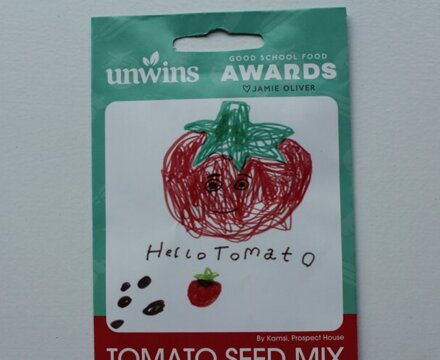 unwins
GOOD SCHOOL FOOD
AWARDS
JAMIE OLIVER
Hello Tomato
By Kamsi, Prospect House
TOMATO SEED MIX